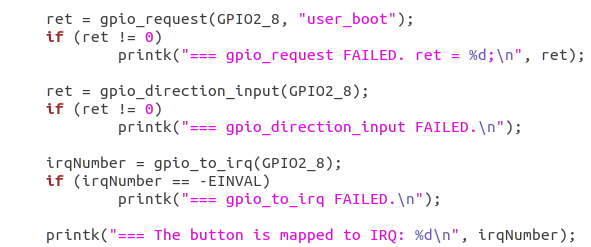 ret = gpio_request(GPIO2_8, "user_boot");
if (ret != 0)
        printk("=== gpio_request FAILED. ret = %d;\n", ret);

ret = gpio_direction_input(GPIO2_8);
if (ret != 0)
        printk("=== gpio_direction_input FAILED.\n");

irqNumber = gpio_to_irq(GPIO2_8);
if (irqNumber == -EINVAL)
        printk("=== gpio_to_irq FAILED.\n");

printk("=== The button is mapped to IRQ: %d\n", irqNumber);